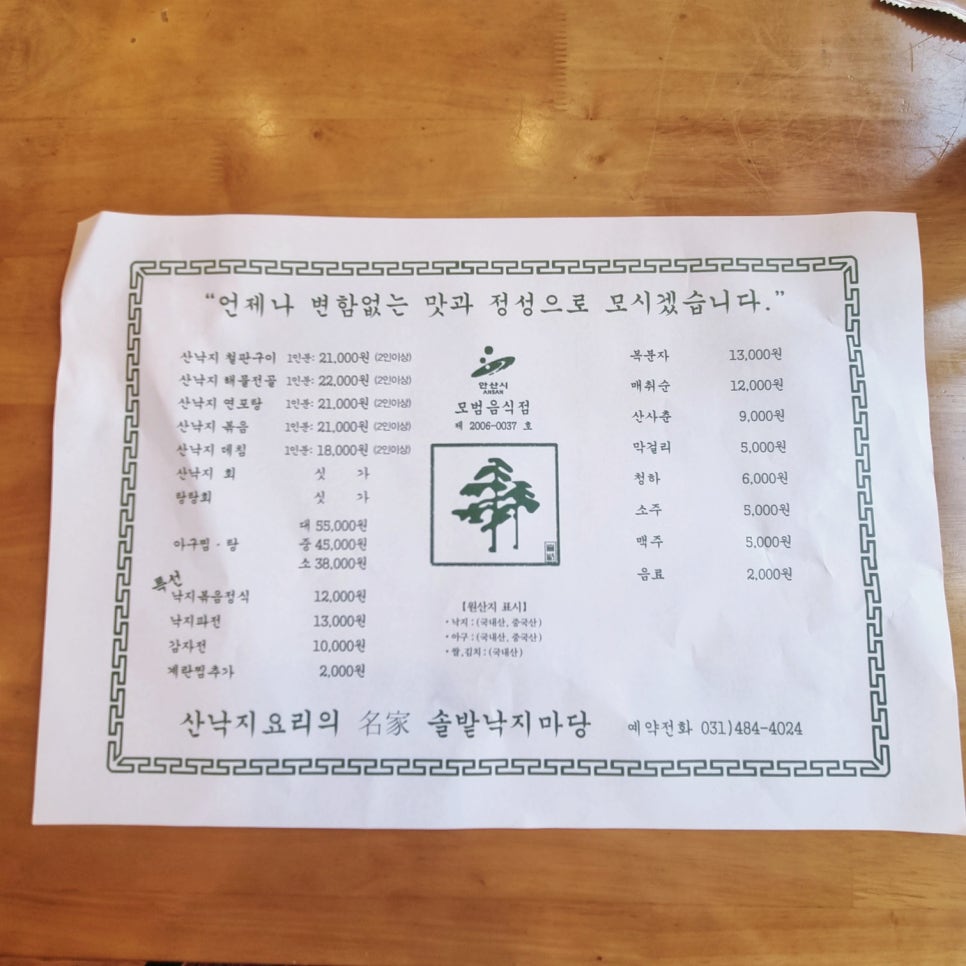 “언제나 변함없는 맛과 정성으로 모시겠습니다.”
산낙지 철판구이 1인분: 21,000원 (2인이상)
산낙지 해물전골 1인분: 22,000원 (2인이상)
산낙지 연포탕 1인분: 21,000원 (2인이상)
산낙지 볶음 1인분: 21,000원 (2인이상)
산낙지 데침 1인분: 18,000원 (2인이상)
산낙지 회 싯 가
탕탕회 싯 가
대 55,000원
아구찜 · 탕 중 45,000원
소 38,000원
특선
낙지볶음정식 12,000원
낙지파전 13,000원
감자전 10,000원
계란찜추가 2,000원
안산시
ANSAN
모범음식점
제 2006-0037 호
【원산지 표시】
· 낙지 : (국내산, 중국산)
· 아구 : (국내산, 중국산)
· 쌀,김치 : (국내산)
복분자 13,000원
매취순 12,000원
산사춘 9,000원
막걸리 5,000원
청하 6,000원
소주 5,000원
맥주 5,000원
음료 2,000원
산낙지요리의 名家 솔밭낙지마당 예약전화 031)484-4024